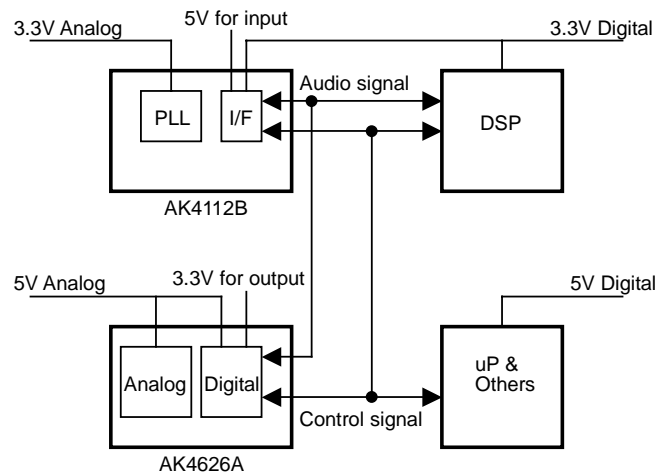 5V for input
3.3V Analog
3.3V Digital
Audio signal
PLL
I/F
DSP
AK4112B
5V Analog
3.3V for output
5V Digital
Analog
Digital
uP &
Others
Control signal
AK4626A